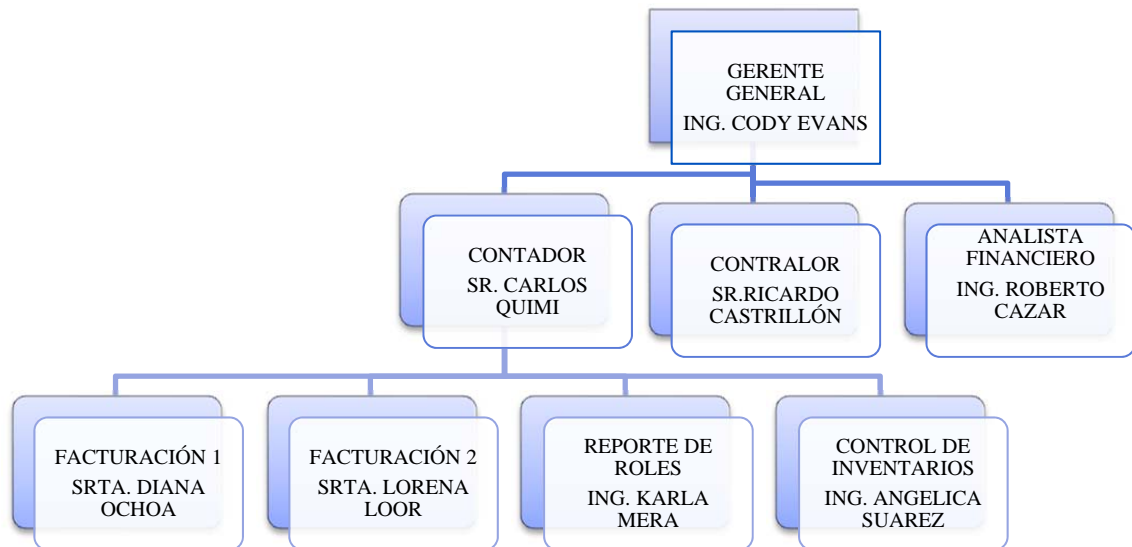 GERENTE
GENERAL
ING. CODY EVANS
CONTADOR
SR. CARLOS
QUIMI
CONTRALOR
SR.RICARDO
CASTRILLÓN
ANALISTA
FINANCIERO
ING. ROBERTO
CAZAR
FACTURACIÓN 1
SRTA. DIANA
OCHOA
FACTURACIÓN 2
SRTA. LORENA
LOOR
REPORTE DE
ROLES
ING. KARLA
MERA
CONTROL DE
INVENTARIOS
ING. ANGELICA
SUAREZ